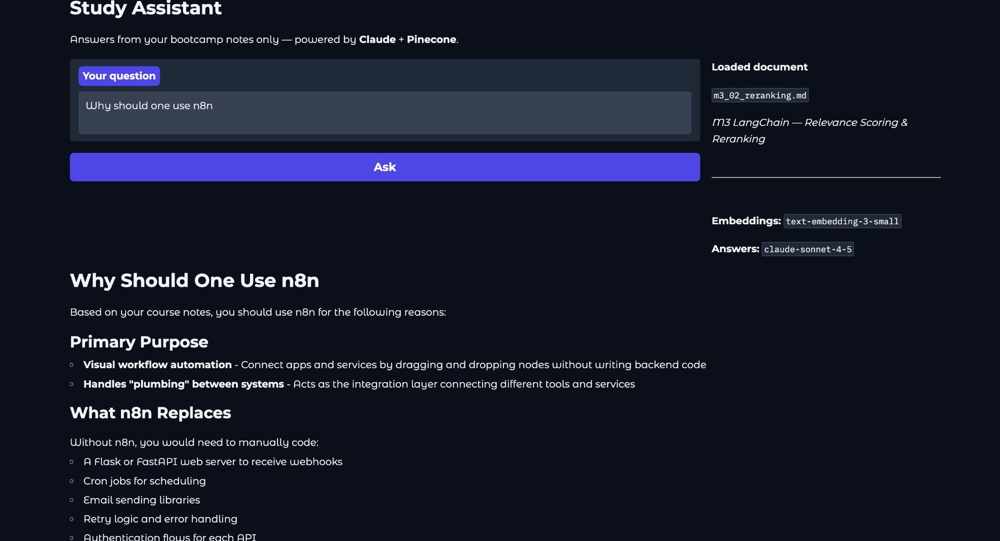 Study Assistant
Answers from your bootcamp notes only — powered by Claude + Pinecone.
Your question
Why should one use n8n
Ask
Loaded document
m3_02_reranking.md
M3 LangChain — Relevance Scoring &
Reranking
Embeddings: text-embedding-3-small
Answers: claude-sonnet-4-5
Why Should One Use n8n
Based on your course notes, you should use n8n for the following reasons:
Primary Purpose
Visual workflow automation - Connect apps and services by dragging and dropping nodes without writing backend code
Handles "plumbing" between systems - Acts as the integration layer connecting different tools and services
What n8n Replaces
Without n8n, you would need to manually code:
A Flask or FastAPI web server to receive webhooks
Cron jobs for scheduling
Email sending libraries
Retry logic and error handling
Authentication flows for each API